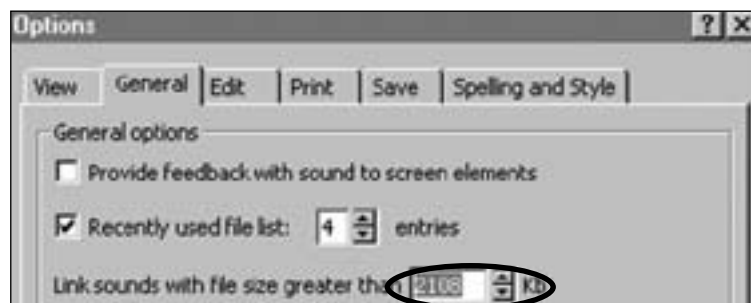 Options ? ×
View General Edit Print Save Spelling and Style
General options
Provide feedback with sound to screen elements
Recently used file list: 4 entries
Link sounds with file size greater than Kb